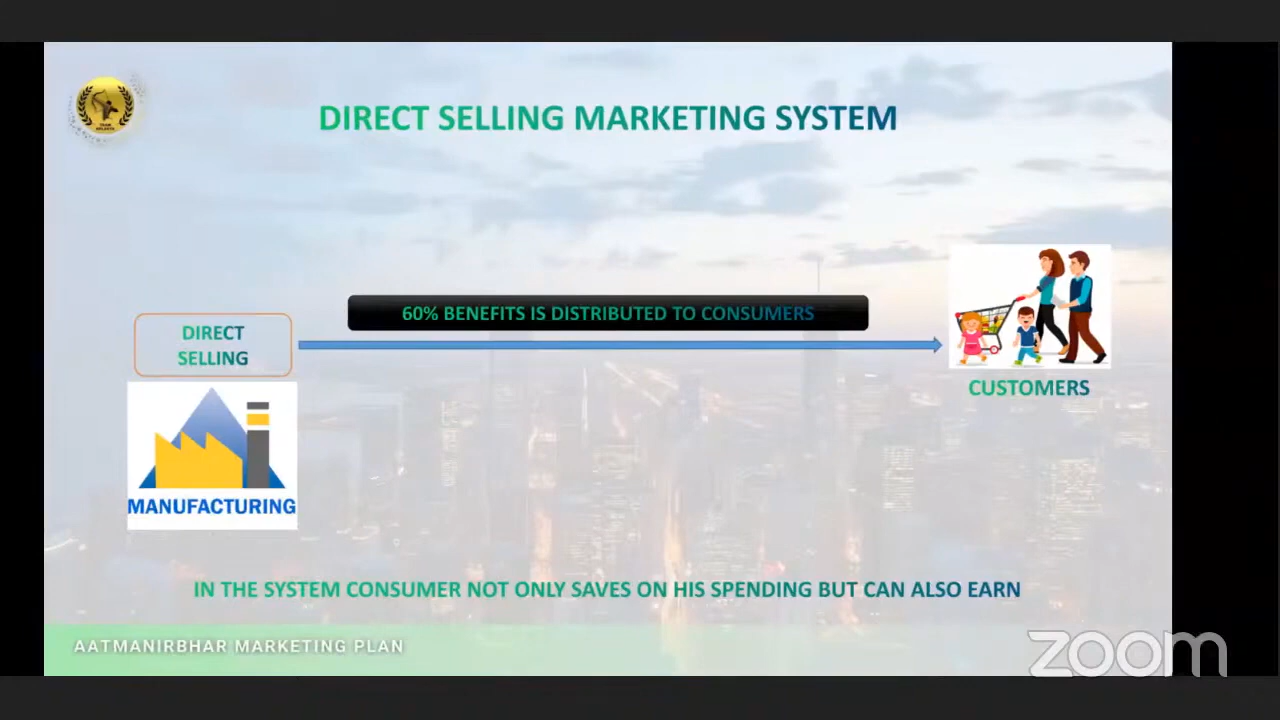 DIRECT SELLING MARKETING SYSTEM
60% BENEFITS IS DISTRIBUTED TO CONSUMERS
DIRECT
SELLING
CUSTOMERS
MANUFACTURING
IN THE SYSTEM CONSUMER NOT ONLY SAVES ON HIS SPENDING BUT CAN ALSO EARN
AATMANIRBHAR MARKETING PLAN
zoom